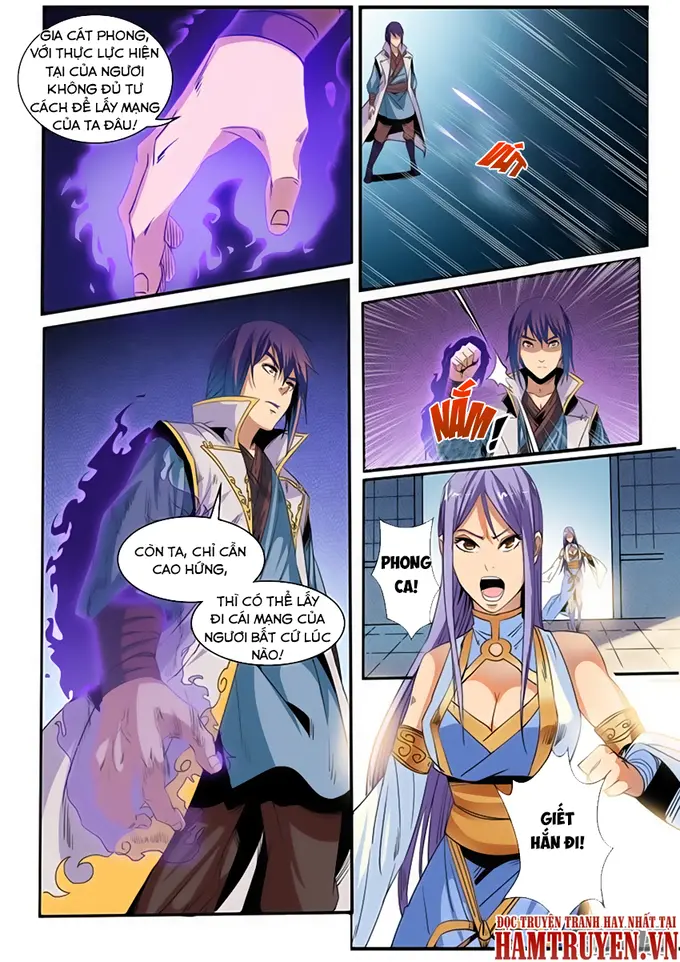 GIA CÁT PHONG,
VỚI THỰC LỰC HIỆN
TẠI CỦA NGƯƠI
KHÔNG ĐỦ TƯ
CÁCH ĐỂ LẤY MẠNG
CỦA TA ĐÂU!
VÚT
NẮM!
CÒN TA, CHỈ CẦN
CAO HỨNG,
THÌ CÓ THỂ LẤY
ĐI CÁI MẠNG CỦA
NGƯƠI BẤT CỨ LÚC
NÀO!
PHONG
CA!
GIẾT
HẮN ĐI!
ĐỌC TRUYỆN TRANH HAY NHẤT TẠI
HAMTRUYEN.VN